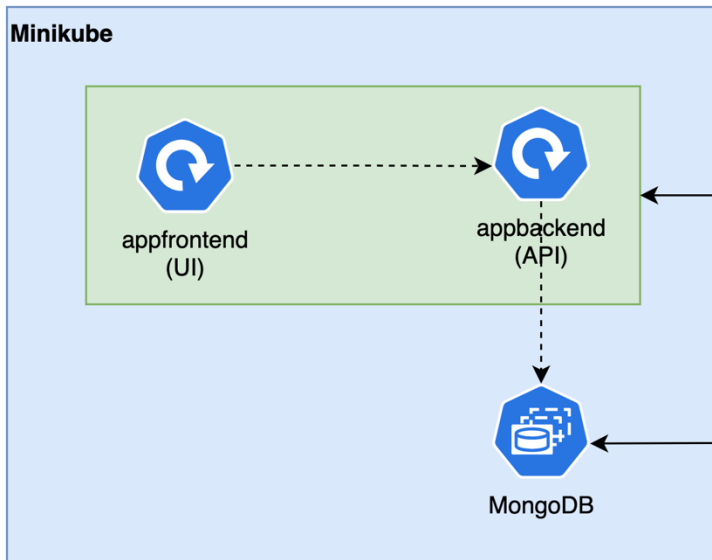 Minikube
appfrontend
(UI)
appbackend
(API)
MongoDB